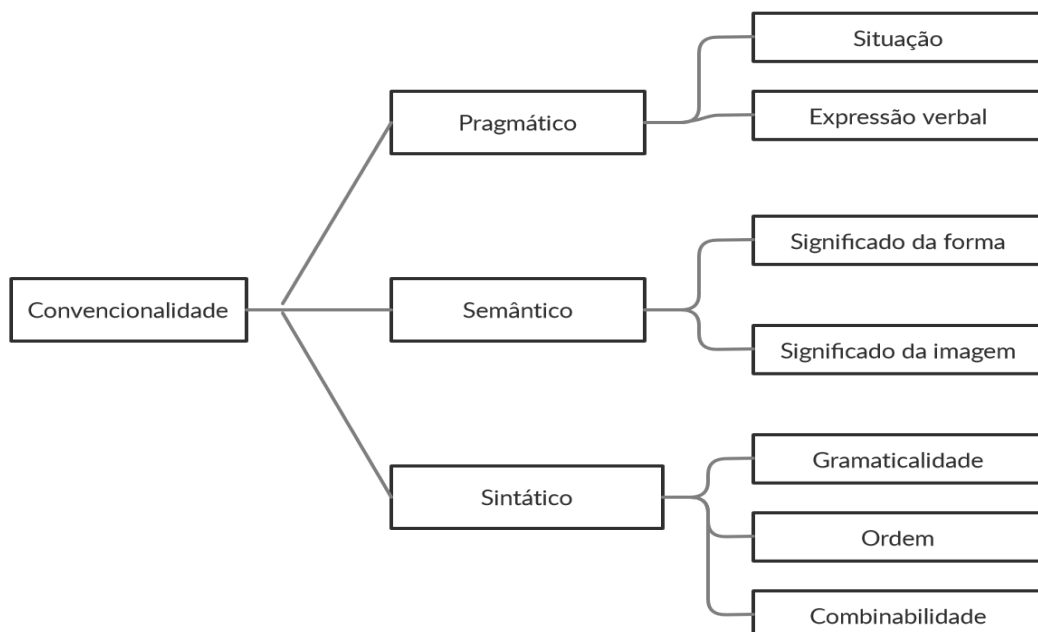 Convencionalidade
Pragmático
Situação
Expressão verbal
Semântico
Significado da forma
Significado da imagem
Sintático
Gramaticalidade
Ordem
Combinabilidade